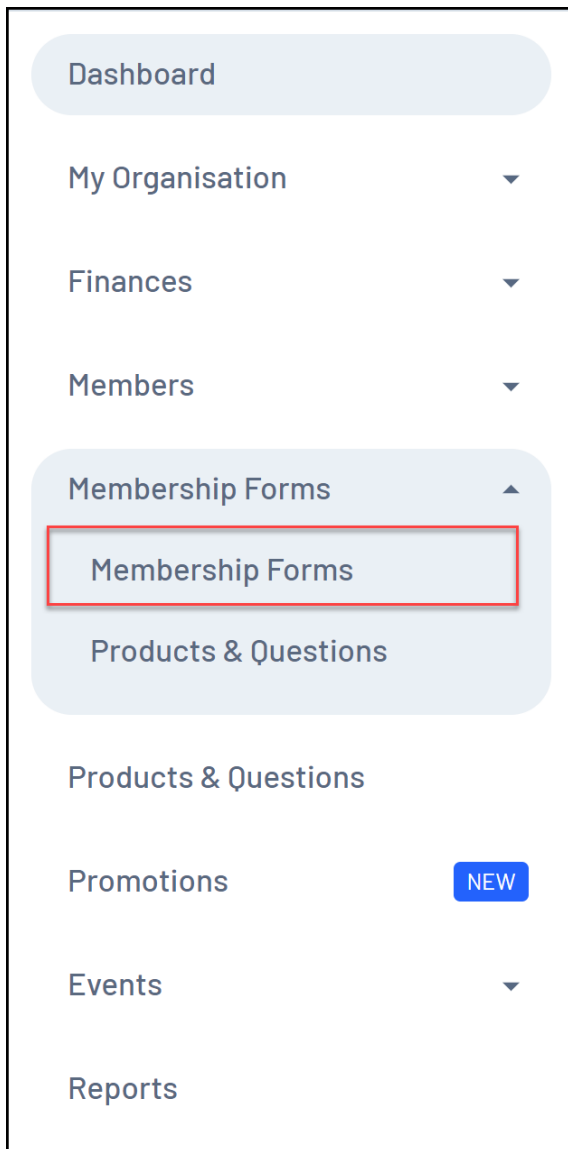 Dashboard
My Organisation
Finances
Members
Membership Forms
Membership Forms
Products & Questions
Products & Questions
Promotions NEW
Events
Reports